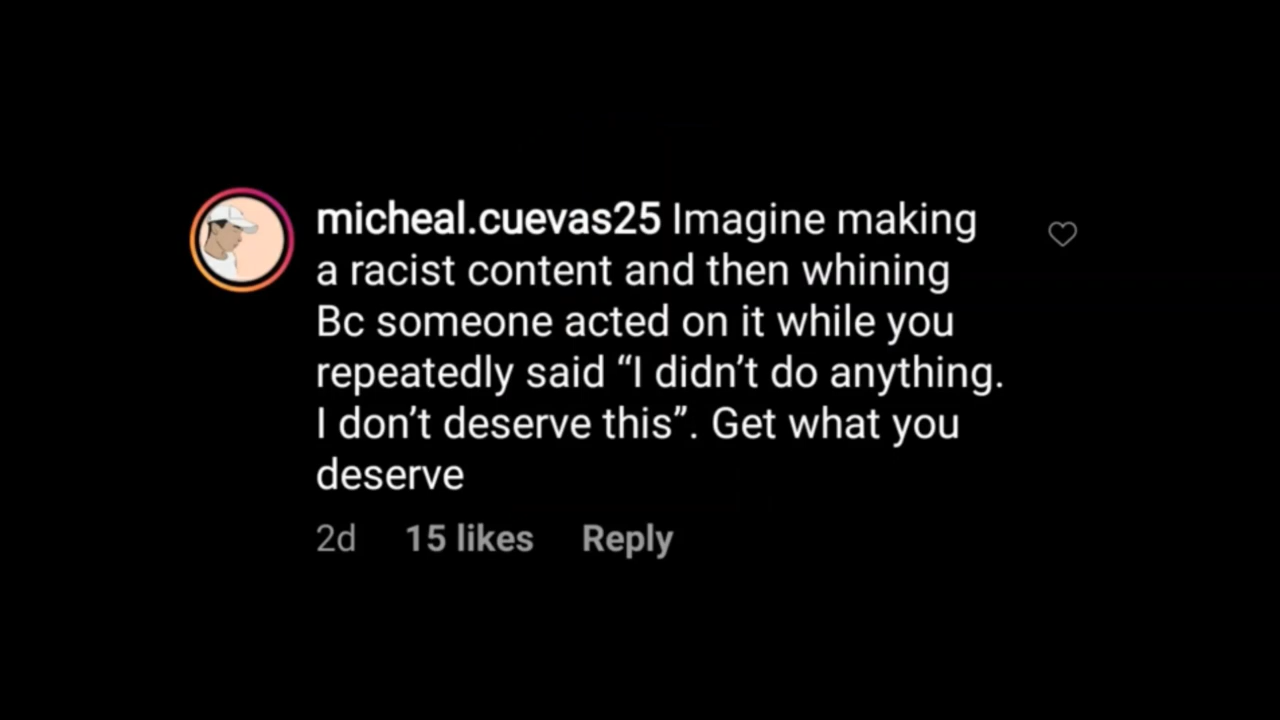 micheal.cuevas25 Imagine making
a racist content and then whining
Bc someone acted on it while you
repeatedly said “I didn’t do anything.
I don’t deserve this”. Get what you
deserve
2d 15 likes Reply